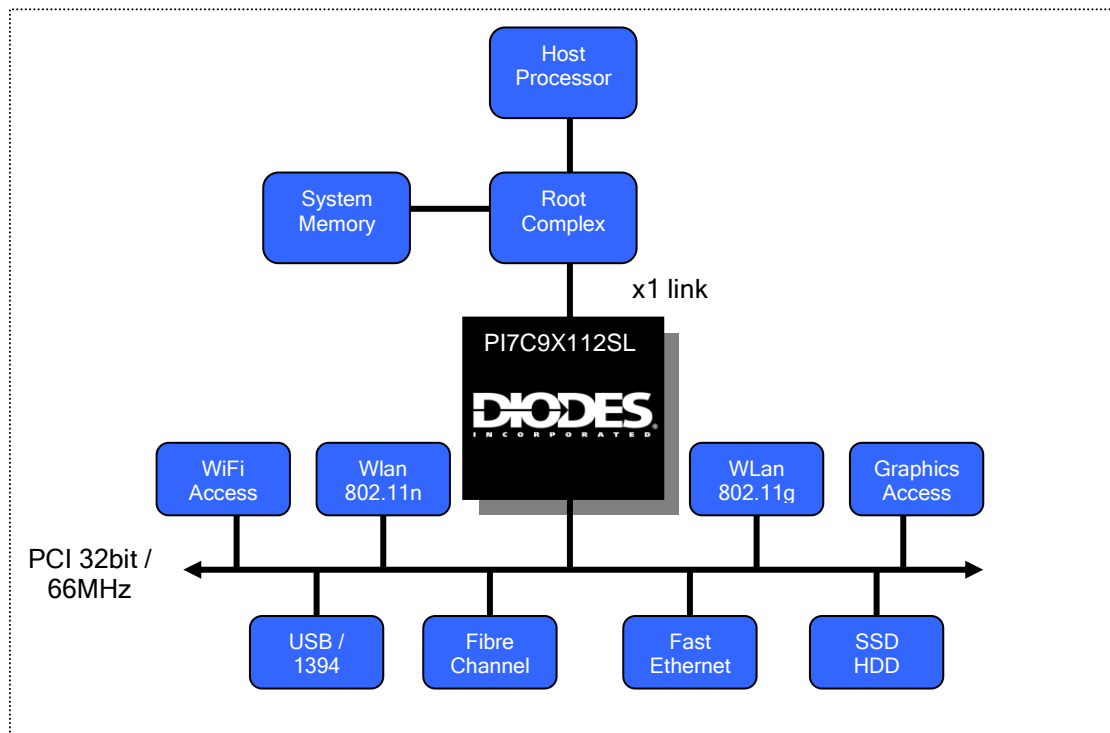 Host
Processor
System
Memory
Root
Complex
x1 link
PI7C9X112SL
DIODES®
INCORPORATED
WiFi
Access
Wlan
802.11n
WLan
802.11g
Graphics
Access
PCI 32bit /
66MHz
USB /
1394
Fibre
Channel
Fast
Ethernet
SSD
HDD